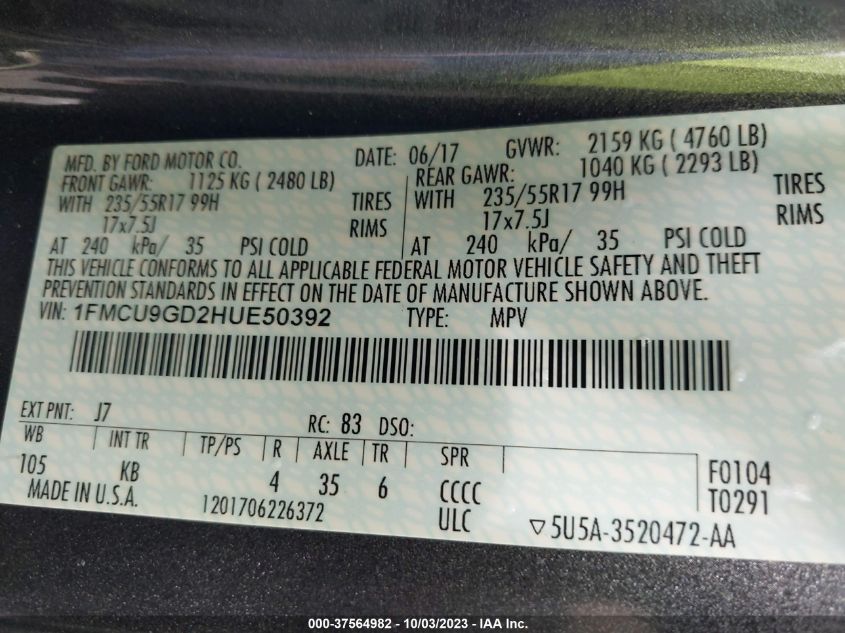 MFD. BY FORD MOTOR CO. DATE: 06/17 GVWR: 2159 KG ( 4760 LB)
FRONT GAWR: 1125 KG ( 2480 LB) REAR GAWR: 1040 KG ( 2293 LB)
WITH 235/55R17 99H TIRES WITH 235/55R17 99H TIRES
17x7.5J RIMS 17x7.5J RIMS
AT 240 kPa/ 35 PSI COLD AT 240 kPa/ 35 PSI COLD
THIS VEHICLE CONFORMS TO ALL APPLICABLE FEDERAL MOTOR VEHICLE SAFETY AND THEFT
PREVENTION STANDARDS IN EFFECT ON THE DATE OF MANUFACTURE SHOWN ABOVE.
VIN: 1FMCU9GD2HUE50392 TYPE: MPV
EXT PNT: J7 RC: 83 DSO:
WB INT TR TP/PS R AXLE TR SPR
105 KB 4 35 6 CCCC F0104
MADE IN U.S.A. 1201706226372 ULC T0291
▽5U5A-3520472-AA
000-37564982 - 10/03/2023 - IAA Inc.